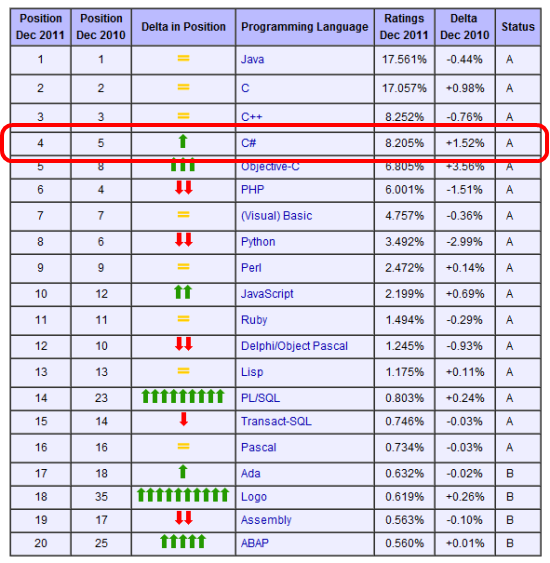 Position Dec 2011 Position Dec 2010 Delta in Position Programming Language Ratings Dec 2011 Delta Dec 2010 Status
1 1 = Java 17.561% -0.44% A
2 2 = C 17.057% +0.98% A
3 3 = C++ 8.252% -0.76% A
4 5 C# 8.205% +1.52% A
5 8 Objective-C 6.805% +3.56% A
6 4 PHP 6.001% -1.51% A
7 7 = (Visual) Basic 4.757% -0.36% A
8 6 Python 3.492% -2.99% A
9 9 = Perl 2.472% +0.14% A
10 12 JavaScript 2.199% +0.69% A
11 11 = Ruby 1.494% -0.29% A
12 10 Delphi/Object Pascal 1.245% -0.93% A
13 13 = Lisp 1.175% +0.11% A
14 23 PL/SQL 0.803% +0.24% A
15 14 Transact-SQL 0.746% -0.03% A
16 16 = Pascal 0.734% -0.03% A
17 18 Ada 0.632% -0.02% B
18 35 Logo 0.619% +0.26% B
19 17 Assembly 0.563% -0.10% B
20 25 ABAP 0.560% +0.01% B